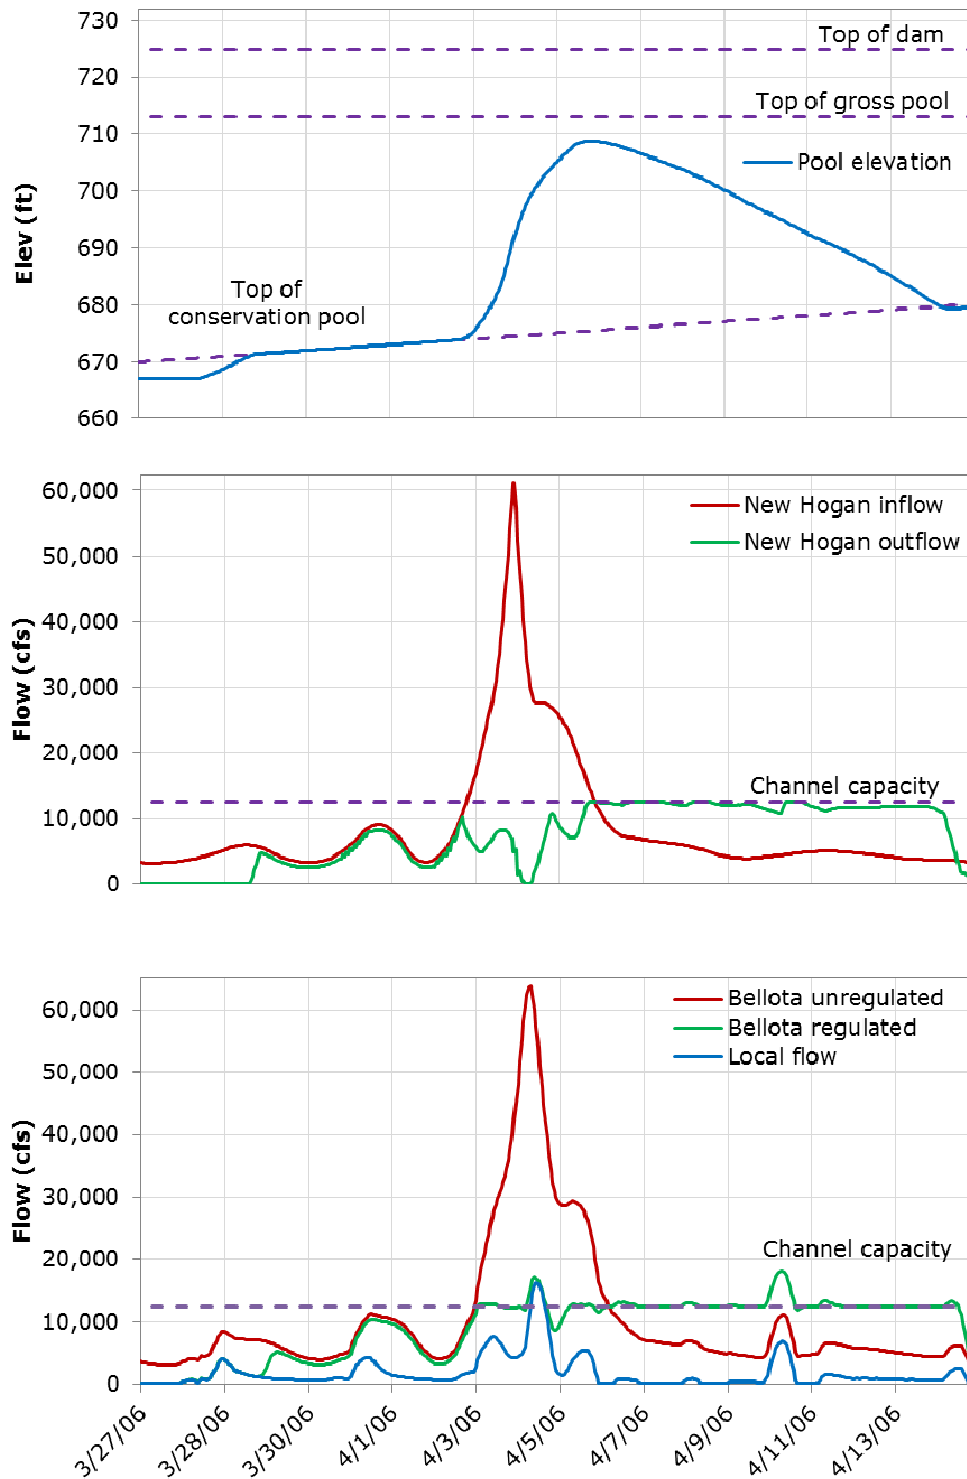 730
Top of dam
720
Top of gross pool
710
Pool elevation
700
Elev (ft)
690
Top of
conservation pool
680
670
660
60,000
New Hogan inflow
New Hogan outflow
50,000
40,000
30,000
Flow (cfs)
20,000
Channel capacity
10,000
0
60,000
Bellota unregulated
Bellota regulated
Local flow
50,000
40,000
30,000
Flow (cfs)
20,000
Channel capacity
10,000
0
3/27/06
3/28/06
3/30/06
4/1/06
4/3/06
4/5/06
4/7/06
4/9/06
4/11/06
4/13/06